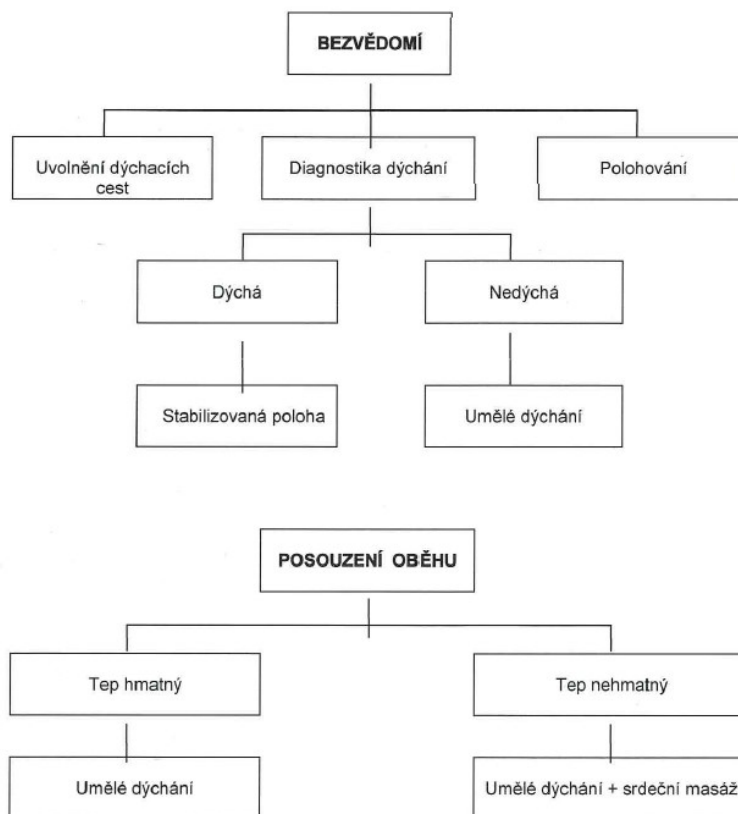 BEZVĚDOMÍ
Uvolnění dýchacích
cest
Diagnostika dýchání
Polohování
Dýchá
Nedýchá
Stabilizovaná poloha
Umělé dýchání
POSOUZENÍ OBĚHU
Tep hmatný
Tep nehmatný
Umělé dýchání
Umělé dýchání + srdeční masáž